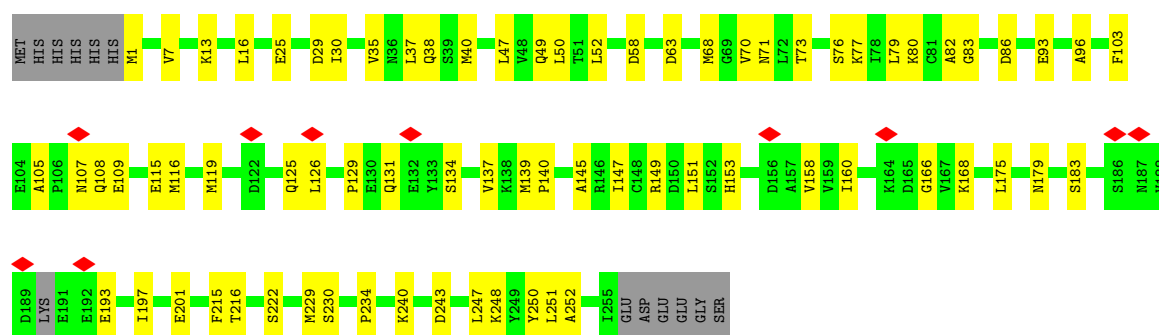 MET HIS HIS HIS HIS HIS M1 V7 K13 L16 E25 D29 I30 V35 N36 L37 Q38 S39 M40 L47 V48 Q49 L50 T51 L52 D58 D63 M68 G69 V70 N71 L72 T73 S76 K77 I78 L79 K80 C81 A82 G83 D86 E93 A96 F103
E104 A105 P106 N107 Q108 E109 E115 M116 M119 D122 Q125 L126 P129 E130 Q131 E132 Y133 S134 V137 K138 M139 P140 A145 R146 I147 C148 R149 D150 L151 S152 H153 D156 A157 V158 V159 I160 K164 D165 G166 V167 K168 L175 N179 S183 S186 N187
D189 LYS E191 E192 E193 I197 E201 F215 T216 S222 M229 S230 P234 K240 D243 L247 K248 Y249 Y250 L251 A252 I255 GLU ASP GLU GLU GLY SER